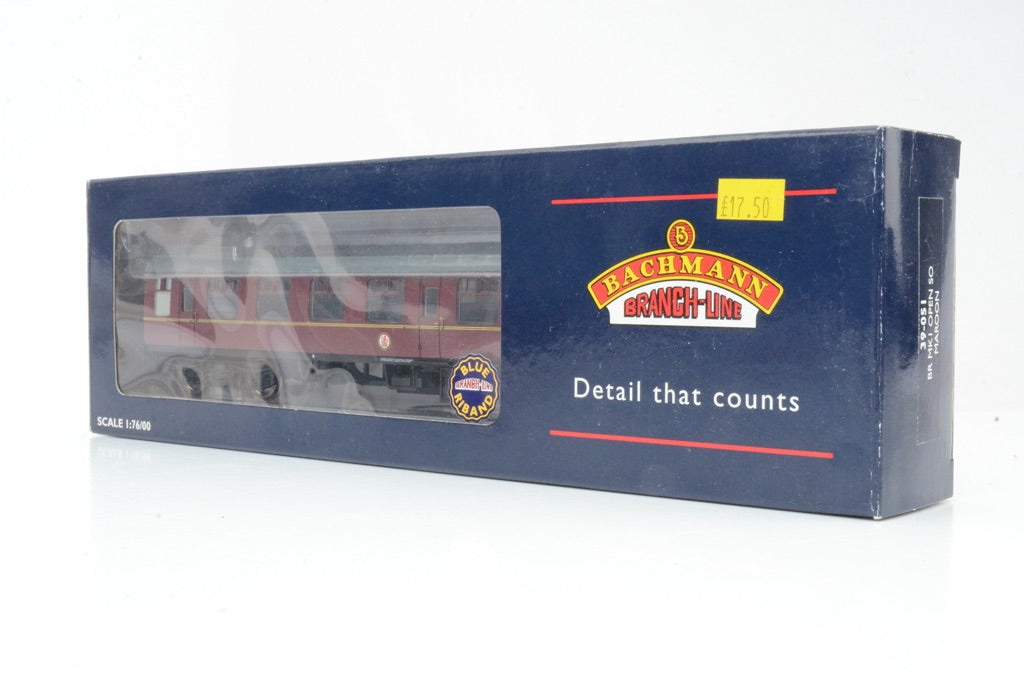 £17.50
B
BACHMANN
BRANCH-LINE
Detail that counts
BLUE
BRANCH-LINE
RIBAND
SCALE 1:76/00
39-051
BR MK1 OPEN SO
MAROON